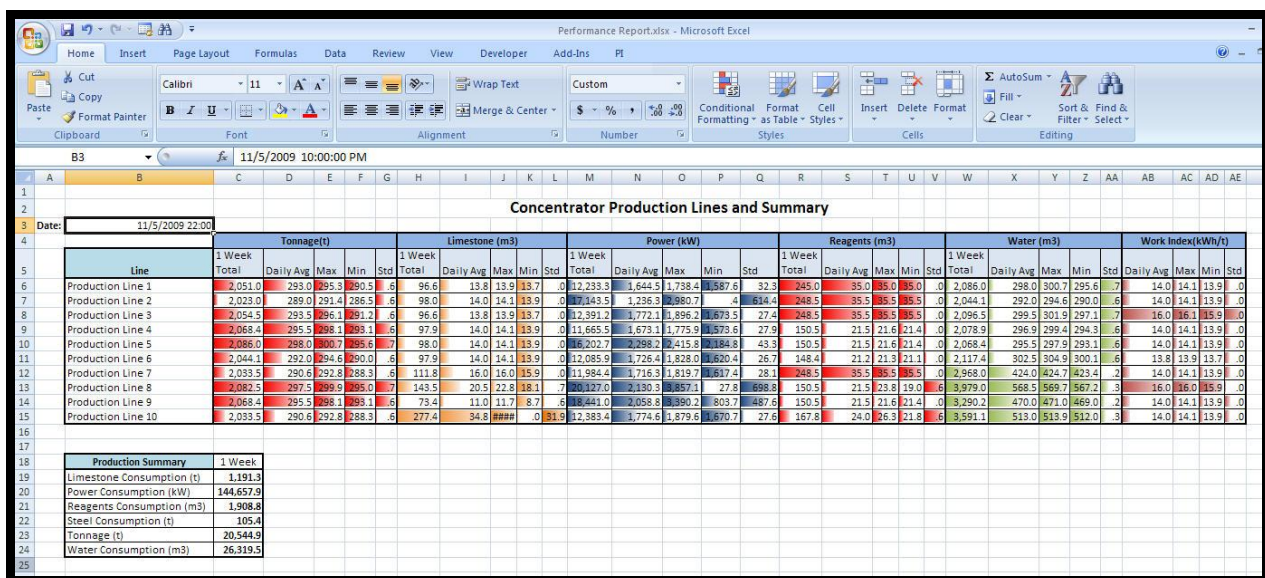 Performance Report.xlsx - Microsoft Excel
Home Insert Page Layout Formulas Data Review View Developer Add-Ins PI
Paste
Cut
Copy
Format Painter
Clipboard
Calibri 11
B I U
Font
Wrap Text
Merge & Center
Alignment
Custom
$ % ,
Number
Conditional Formatting
Format as Table
Cell Styles
Styles
Insert Delete Format
Cells
AutoSum
Fill
Clear
Sort & Filter
Find & Select
Editing
B3 fx 11/5/2009 10:00:00 PM
A B C D E F G H I J K L M N O P Q R S T U V W X Y Z AA AB AC AD AE
1
2 Concentrator Production Lines and Summary
3 Date: 11/5/2009 22:00
4 Tonnage(t) Limestone (m3) Power (kW) Reagents (m3) Water (m3) Work Index(kWh/t)
5 Line 1 Week Total Daily Avg Max Min Std 1 Week Total Daily Avg Max Min Std 1 Week Total Daily Avg Max Min Std 1 Week Total Daily Avg Max Min Std 1 Week Total Daily Avg Max Min Std Daily Avg Max Min Std
6 Production Line 1 2,051.0 293.0 295.3 290.5 .6 96.6 13.8 13.9 13.7 .0 12,233.3 1,644.5 1,738.4 1,587.6 32.3 245.0 35.0 35.0 35.0 .0 2,086.0 298.0 300.7 295.6 .7 14.0 14.1 13.9 .0
7 Production Line 2 2,023.0 289.0 291.4 286.5 .6 98.0 14.0 14.1 13.9 .0 17,143.5 1,236.3 2,980.7 .4 614.4 248.5 35.5 35.5 35.5 .0 2,044.1 292.0 294.6 290.0 .6 14.0 14.1 13.9 .0
8 Production Line 3 2,054.5 293.5 296.1 291.2 .6 96.6 13.8 13.9 13.7 .0 12,391.2 1,772.1 1,896.2 1,673.5 27.4 248.5 35.5 35.5 35.5 .0 2,096.5 299.5 301.9 297.1 .7 16.0 16.1 15.9 .0
9 Production Line 4 2,068.4 295.5 298.1 293.1 .6 97.9 14.0 14.1 13.9 .0 11,665.5 1,673.1 1,775.9 1,573.6 27.9 150.5 21.5 21.6 21.4 .0 2,078.9 296.9 299.4 294.3 .6 14.0 14.1 13.9 .0
10 Production Line 5 2,086.0 298.0 300.7 295.6 .7 98.0 14.0 14.1 13.9 .0 16,202.7 2,298.2 2,415.8 2,184.8 43.3 150.5 21.5 21.6 21.4 .0 2,068.4 295.5 297.9 293.1 .6 14.0 14.1 13.9 .0
11 Production Line 6 2,044.1 292.0 294.6 290.0 .6 97.9 14.0 14.1 13.9 .0 12,085.9 1,726.4 1,828.0 1,620.4 26.7 148.4 21.2 21.3 21.1 .0 2,117.4 302.5 304.9 300.1 .6 13.8 13.9 13.7 .0
12 Production Line 7 2,033.5 290.6 292.8 288.3 .6 111.8 16.0 16.0 15.9 .0 11,984.4 1,716.3 1,819.7 1,617.4 28.1 248.5 35.5 35.5 35.5 .0 2,968.0 424.0 424.7 423.4 .2 14.0 14.1 13.9 .0
13 Production Line 8 2,082.5 297.5 299.9 295.0 .7 143.5 20.5 22.8 18.1 .7 20,127.0 2,130.3 3,857.1 27.8 698.8 150.5 21.5 23.8 19.0 .6 3,979.0 568.5 569.7 567.2 .3 16.0 16.0 15.9 .0
14 Production Line 9 2,068.4 295.5 298.1 293.1 .6 73.4 11.0 11.7 8.7 .6 18,441.0 2,058.8 3,390.2 803.7 487.6 150.5 21.5 21.6 21.4 .0 3,290.2 470.0 471.0 469.0 .2 14.0 14.1 13.9 .0
15 Production Line 10 2,033.5 290.6 292.8 288.3 .6 277.4 34.8 #### .0 31.9 12,383.4 1,774.6 1,879.6 1,670.7 27.6 167.8 24.0 26.3 21.8 .6 3,591.1 513.0 513.9 512.0 .3 14.0 14.1 13.9 .0
16
17
18 Production Summary 1 Week
19 Limestone Consumption (t) 1,191.3
20 Power Consumption (kW) 144,657.9
21 Reagents Consumption (m3) 1,908.8
22 Steel Consumption (t) 105.4
23 Tonnage (t) 20,544.9
24 Water Consumption (m3) 26,319.5
25